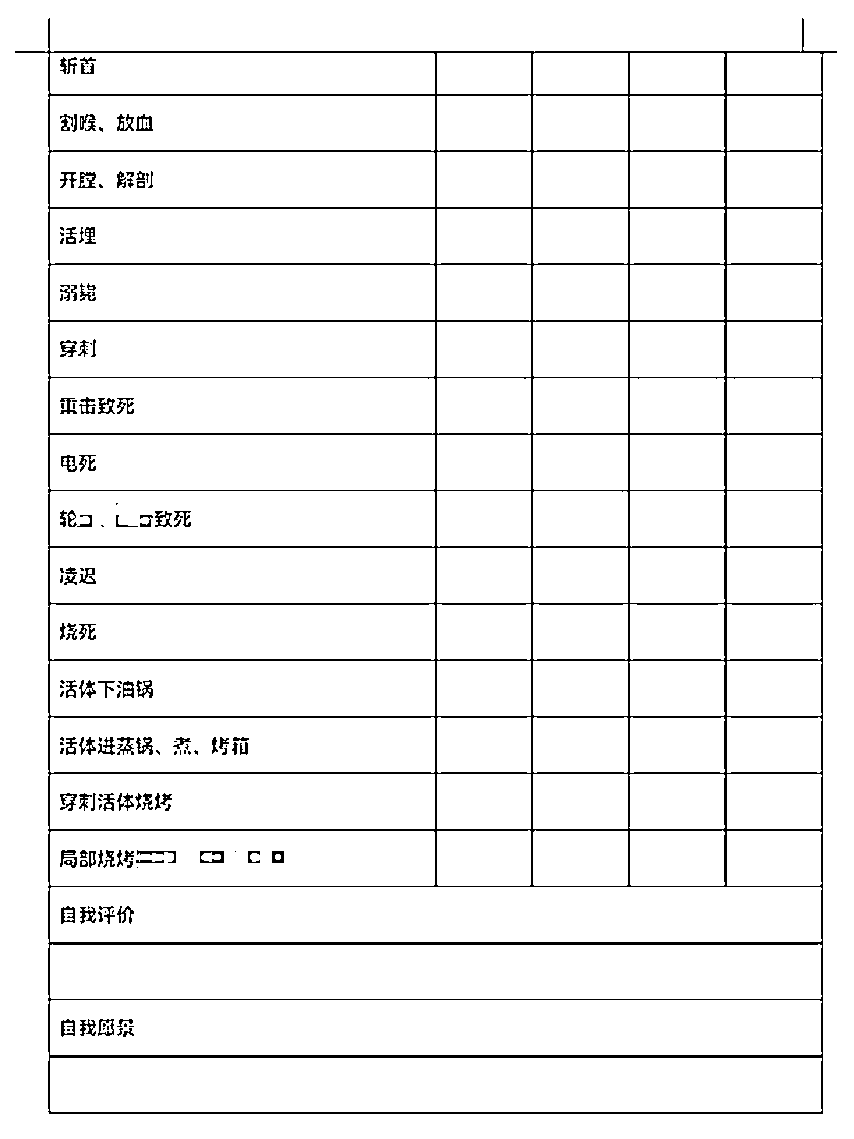 斩首
割喉、放血
开膛、解剖
活埋
溺毙
穿刺
重击致死
电死
轮 、 致死
凌迟
烧死
活体下油锅
活体进蒸锅、煮、烤箱
穿刺活体烧烤
局部烧烤
自我评价
自我愿景